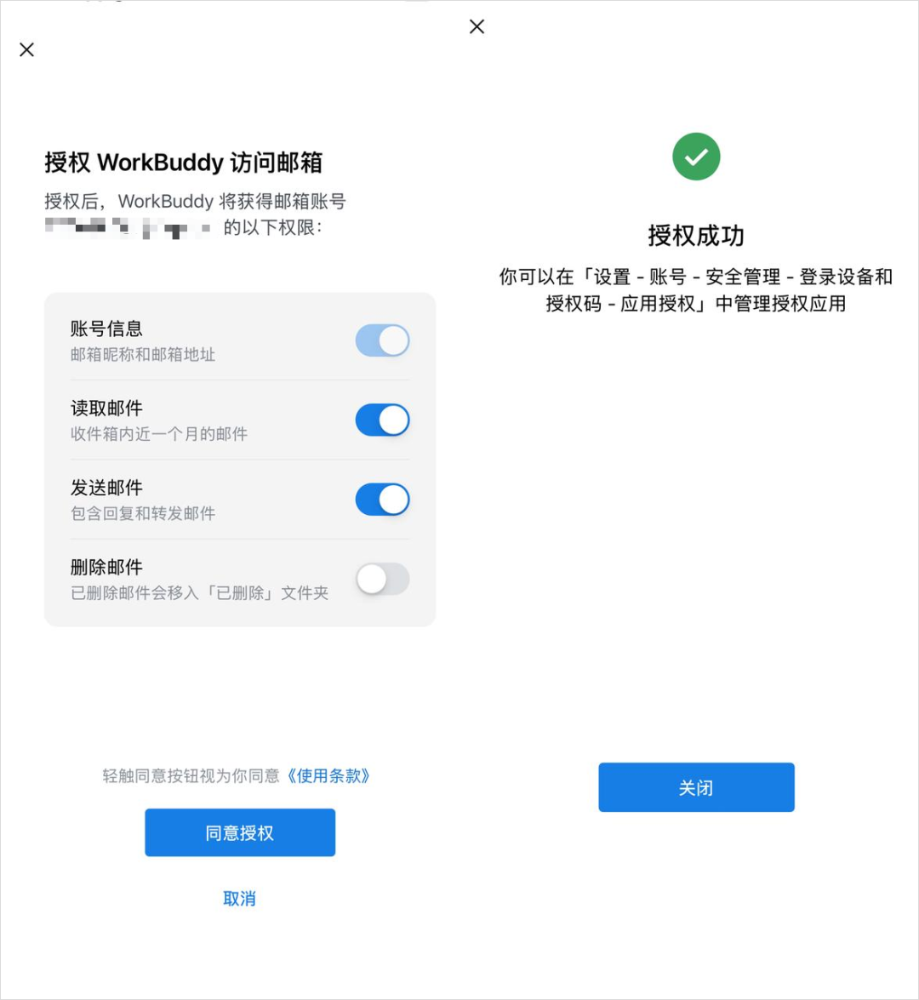 授权 WorkBuddy 访问邮箱
授权后，WorkBuddy 将获得邮箱账号
的以下权限：
账号信息
邮箱昵称和邮箱地址
读取邮件
收件箱内近一个月的邮件
发送邮件
包含回复和转发邮件
删除邮件
已删除邮件会移入「已删除」文件夹
轻触同意按钮视为你同意《使用条款》
同意授权
取消
授权成功
你可以在「设置 - 账号 - 安全管理 - 登录设备和
授权码 - 应用授权」中管理授权应用
关闭